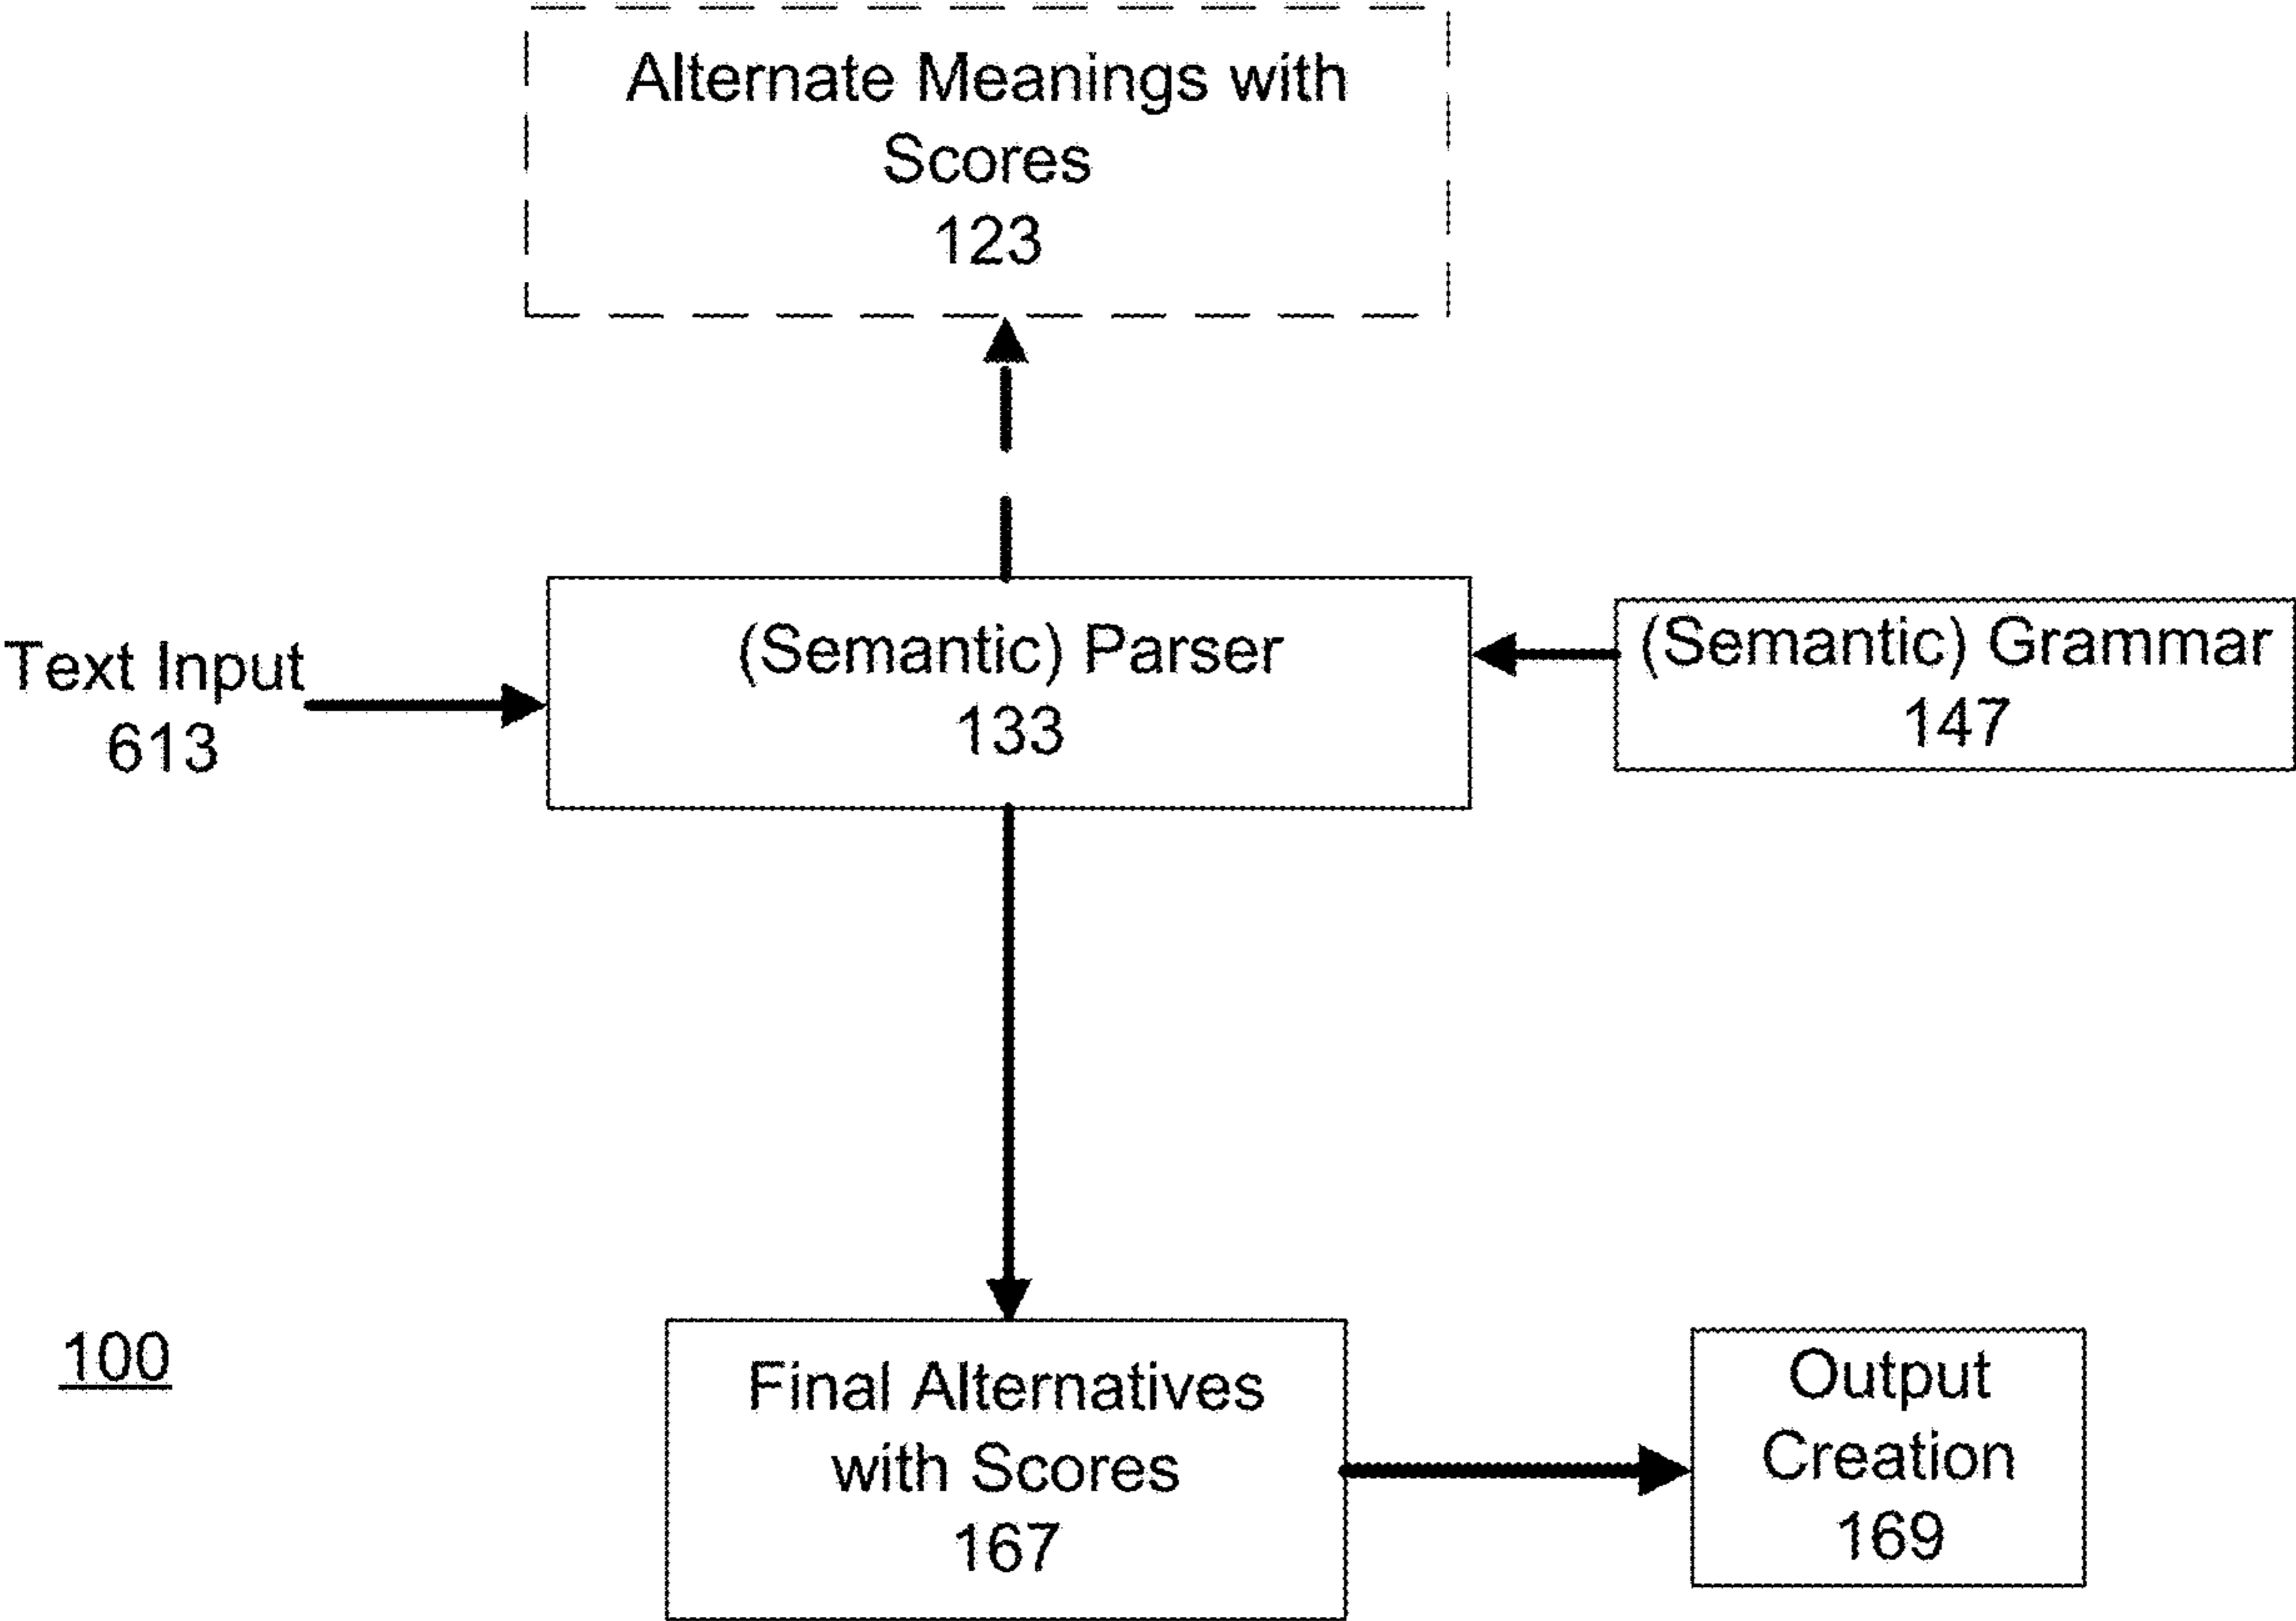 Alternate Meanings with
Scores
123
Text Input
613
(Semantic) Parser
133
(Semantic) Grammar
147
100
Final Alternatives
with Scores
167
Output
Creation
169